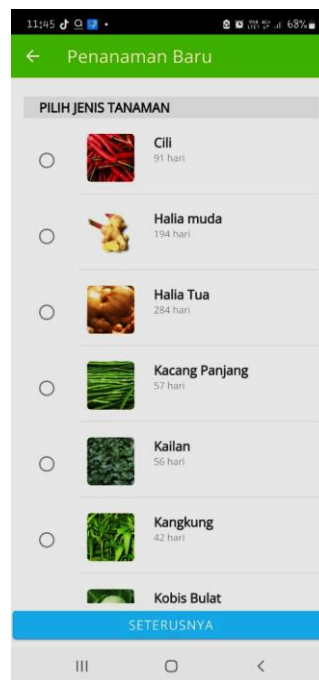 11:45
68%
Penanaman Baru
PILIH JENIS TANAMAN
Cili
91 hari
Halia muda
194 hari
Halia Tua
284 hari
Kacang Panjang
57 hari
Kailan
56 hari
Kangkung
42 hari
Kobis Bulat
SETERUSNYA